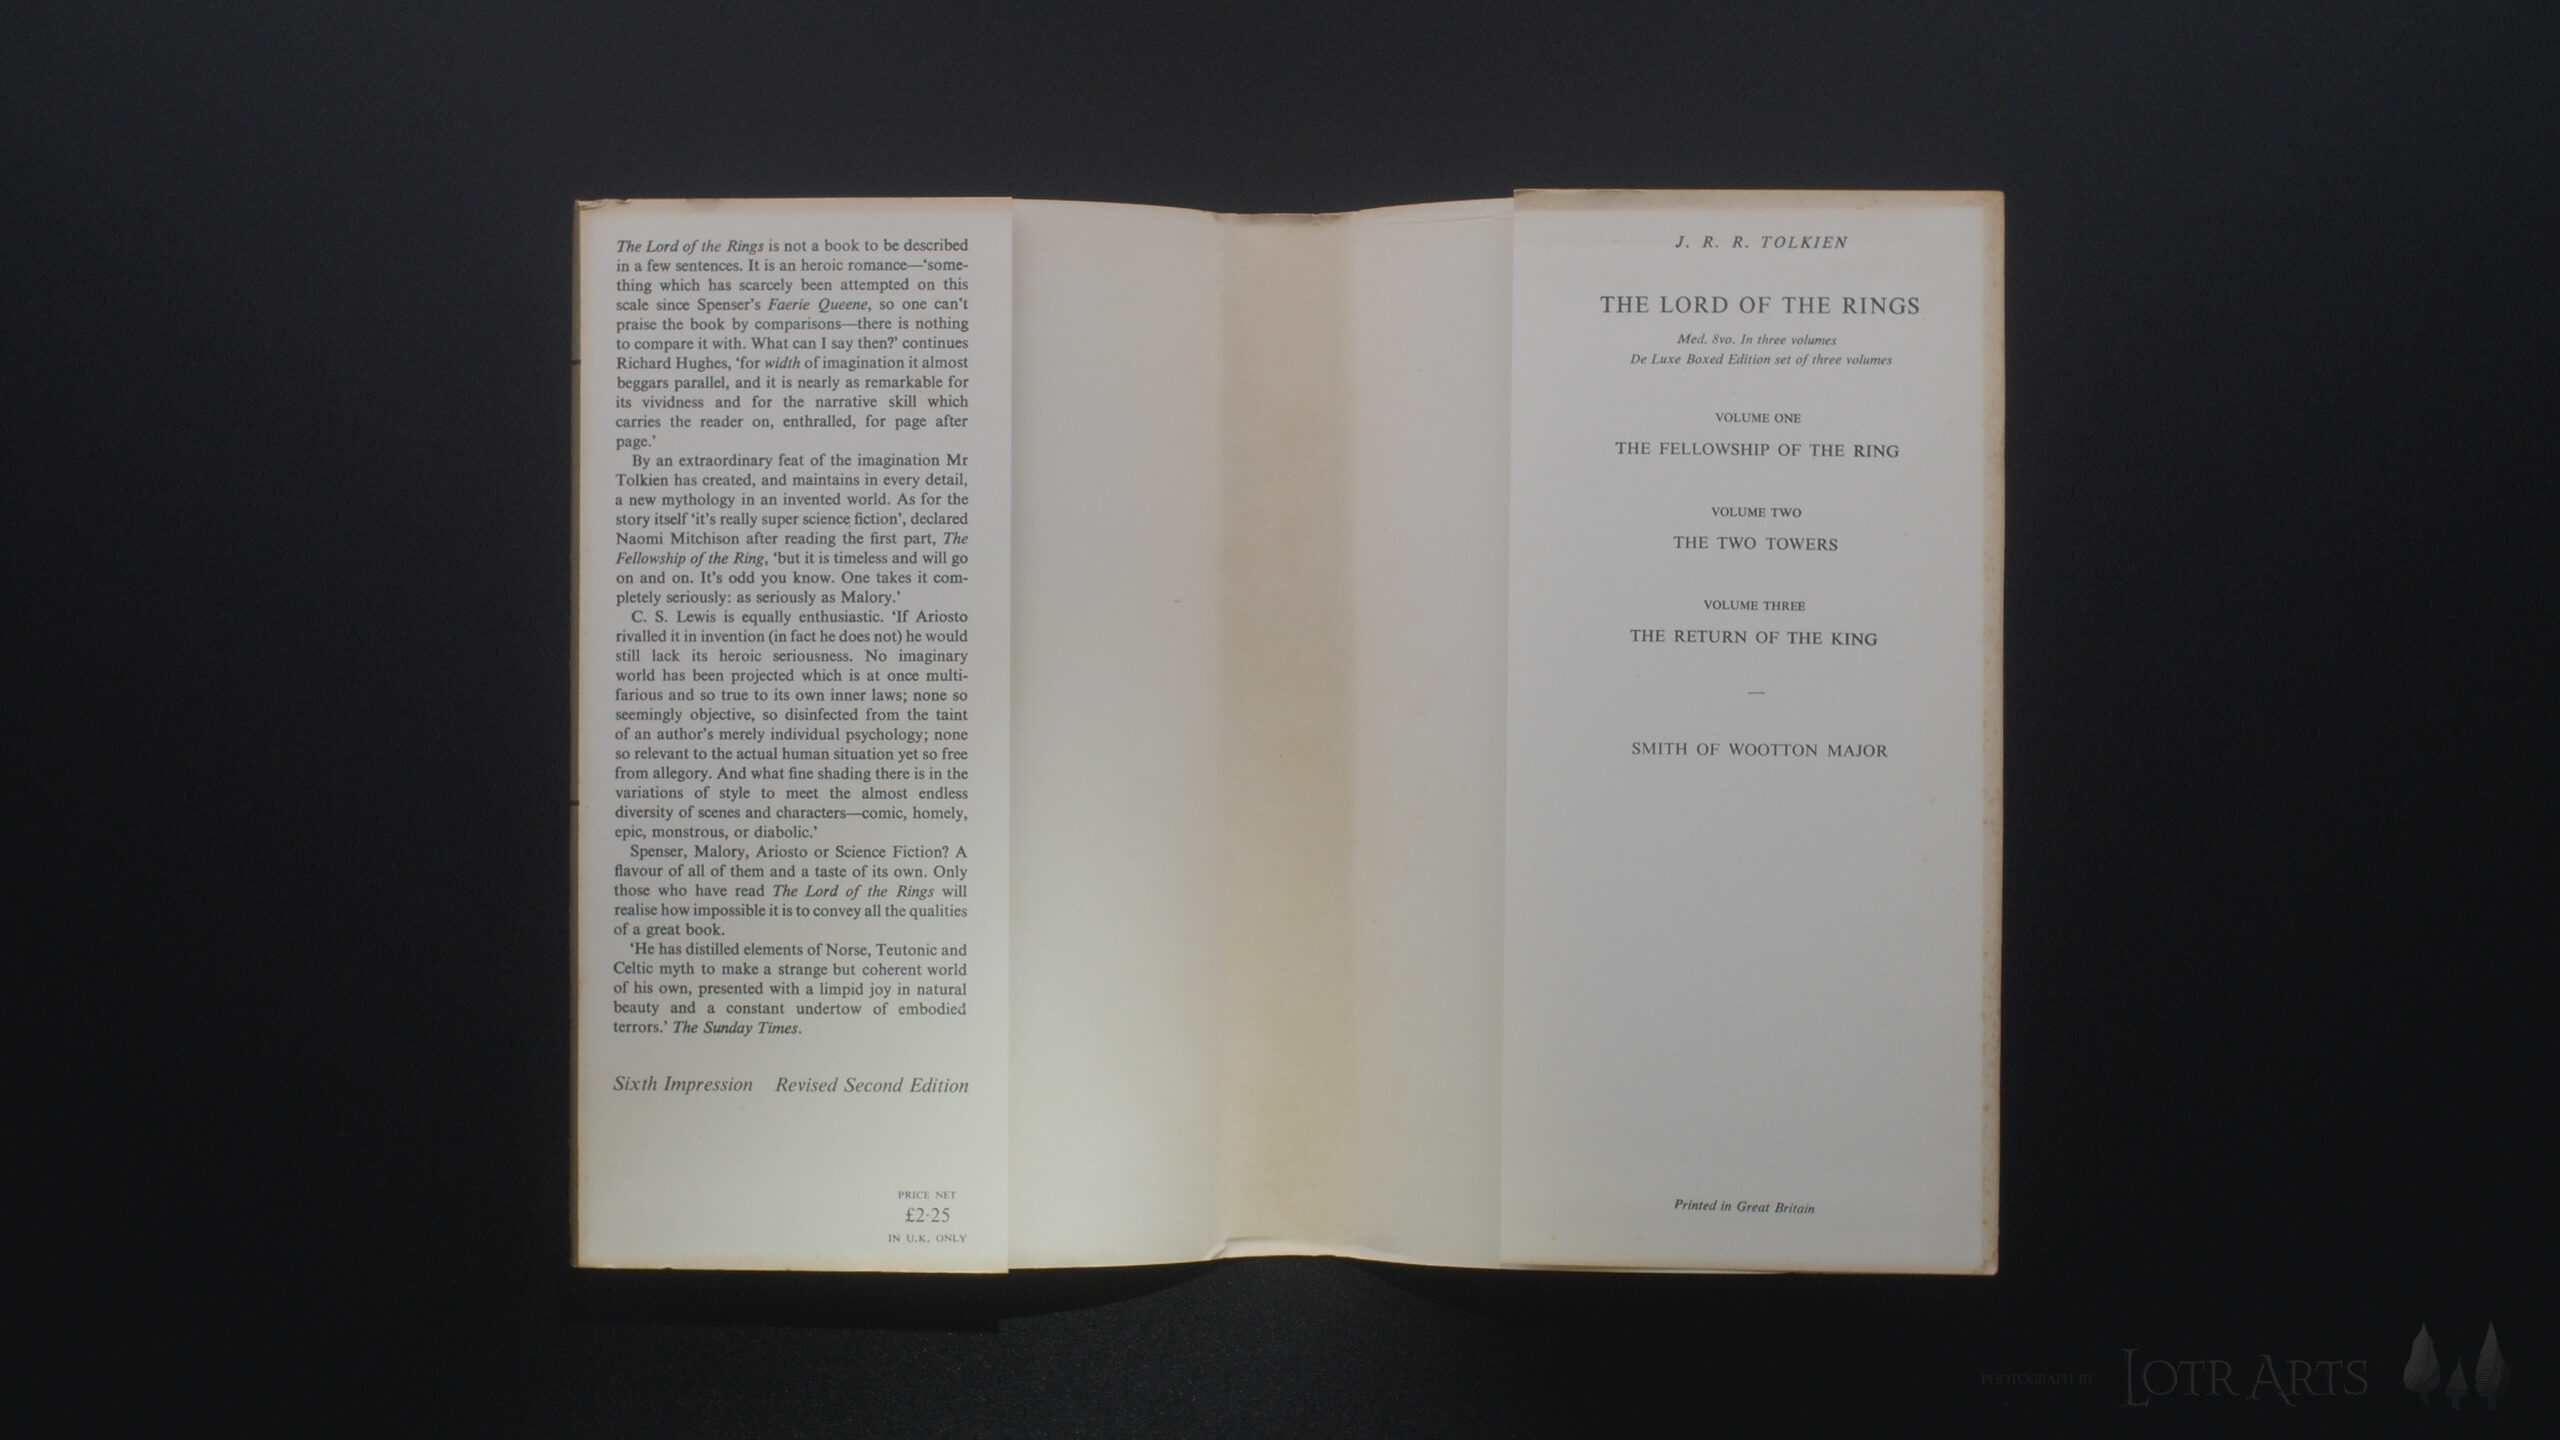 The Lord of the Rings is not a book to be described
in a few sentences. It is an heroic romance—‘some-
thing which has scarcely been attempted on this
scale since Spenser’s Faerie Queene, so one can’t
praise the book by comparisons—there is nothing
to compare it with. What can I say then?’ continues
Richard Hughes, ‘for width of imagination it almost
beggars parallel, and it is nearly as remarkable for
its vividness and for the narrative skill which
carries the reader on, enthralled, for page after
page.’
By an extraordinary feat of the imagination Mr
Tolkien has created, and maintains in every detail,
a new mythology in an invented world. As for the
story itself ‘it’s really super science fiction’, declared
Naomi Mitchison after reading the first part, The
Fellowship of the Ring, ‘but it is timeless and will go
on and on. It’s odd you know. One takes it com-
pletely seriously: as seriously as Malory.’
C. S. Lewis is equally enthusiastic. ‘If Ariosto
rivalled it in invention (in fact he does not) he would
still lack its heroic seriousness. No imaginary
world has been projected which is at once multi-
farious and so true to its own inner laws; none so
seemingly objective, so disinfected from the taint
of an author’s merely individual psychology; none
so relevant to the actual human situation yet so free
from allegory. And what fine shading there is in the
variations of style to meet the almost endless
diversity of scenes and characters—comic, homely,
epic, monstrous, or diabolic.’
Spenser, Malory, Ariosto or Science Fiction? A
flavour of all of them and a taste of its own. Only
those who have read The Lord of the Rings will
realise how impossible it is to convey all the qualities
of a great book.
‘He has distilled elements of Norse, Teutonic and
Celtic myth to make a strange but coherent world
of his own, presented with a limpid joy in natural
beauty and a constant undertow of embodied
terrors.’ The Sunday Times.
Sixth Impression Revised Second Edition
PRICE NET
£2·25
IN U.K. ONLY
J. R. R. TOLKIEN
THE LORD OF THE RINGS
Med. 8vo. In three volumes
De Luxe Boxed Edition set of three volumes
VOLUME ONE
THE FELLOWSHIP OF THE RING
VOLUME TWO
THE TWO TOWERS
VOLUME THREE
THE RETURN OF THE KING
—
SMITH OF WOOTTON MAJOR
Printed in Great Britain
PHOTOGRAPH BY LOTR ARTS